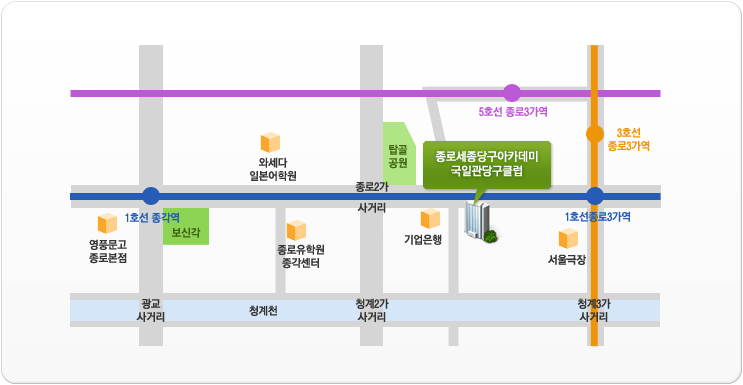 5호선 종로3가역
3호선
종로3가역
와세다
일본어학원
탑골
공원
종로세종당구아카데미
국일관당구클럽
종로2가
사거리
1호선 종각역
1호선종로3가역
영풍문고
종로본점
보신각
종로유학원
종각센터
기업은행
서울극장
광교
사거리
청계천
청계2가
사거리
청계3가
사거리